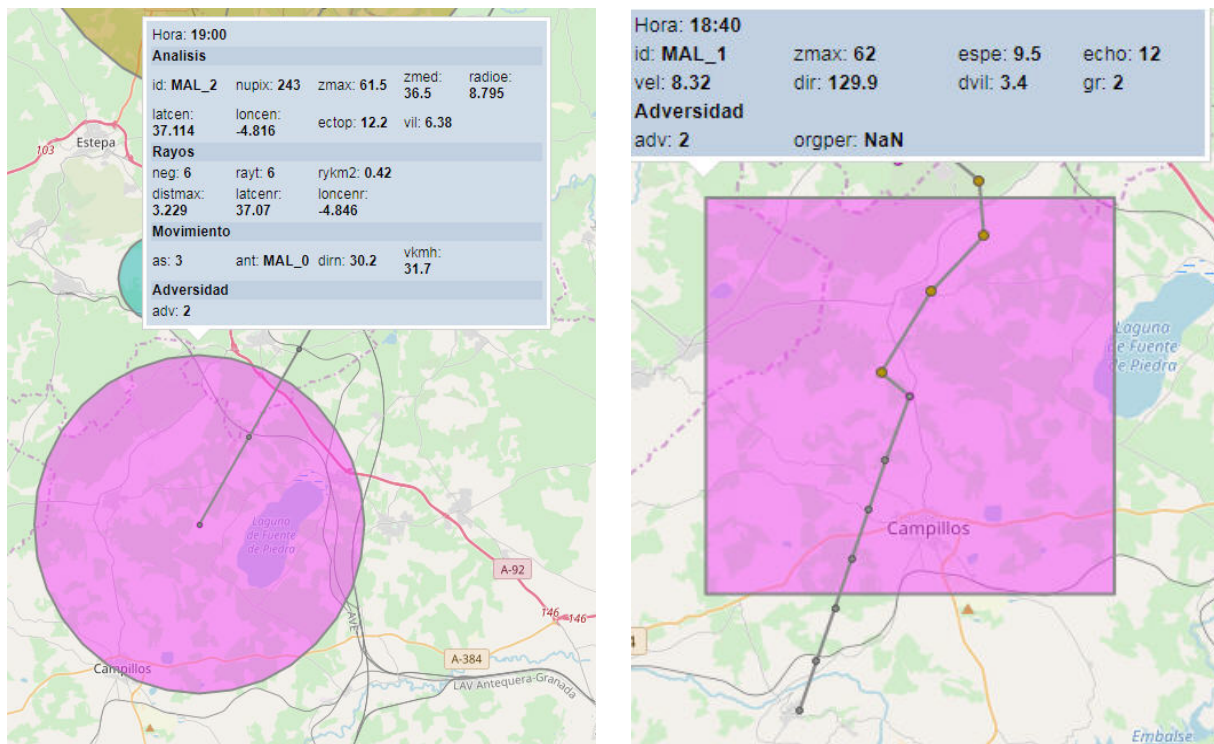 Hora: 19:00
Analisis
id: MAL_2 nupix: 243 zmax: 61.5 zmed: 36.5 radioe: 8.795
latcen: 37.114 loncen: -4.816 ectop: 12.2 vil: 6.38
Rayos
neg: 6 rayt: 6 rykm2: 0.42
distmax: 3.229 latcenr: 37.07 loncenr: -4.846
Movimiento
as: 3 ant: MAL_0 dirn: 30.2 vkmh: 31.7
Adversidad
adv: 2
103
Estepa
Laguna
de Fuente
de Piedra
A-92
146
146
AVE
Campillos
A-384
LAV Antequera-Granada
Hora: 18:40
id: MAL_1 zmax: 62 espe: 9.5 echo: 12
vel: 8.32 dir: 129.9 dvil: 3.4 gr: 2
Adversidad
adv: 2 orgper: NaN
Laguna
de Fuente
de Piedra
Campillos
4
Embalse